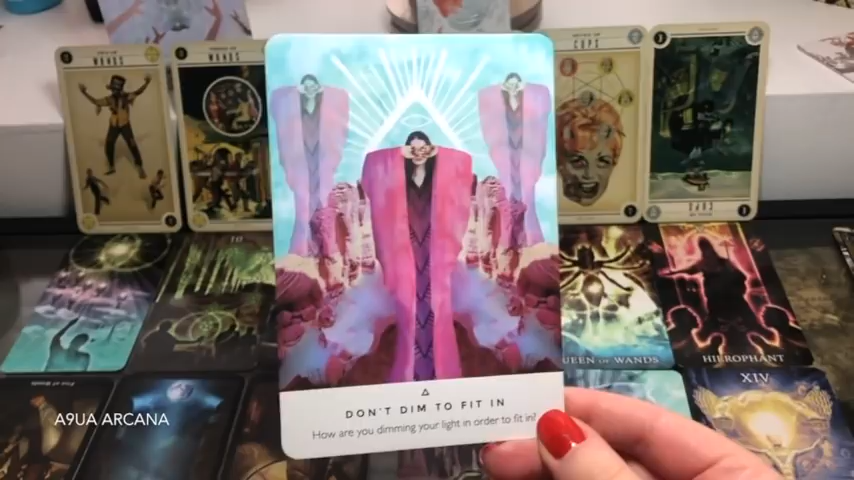 WANDS
WANDS
CUPS
DON'T DIM TO FIT IN
How are you dimming your light in order to fit in?
QUEEN OF WANDS
HIEROPHANT
XIV
A9UA ARCANA